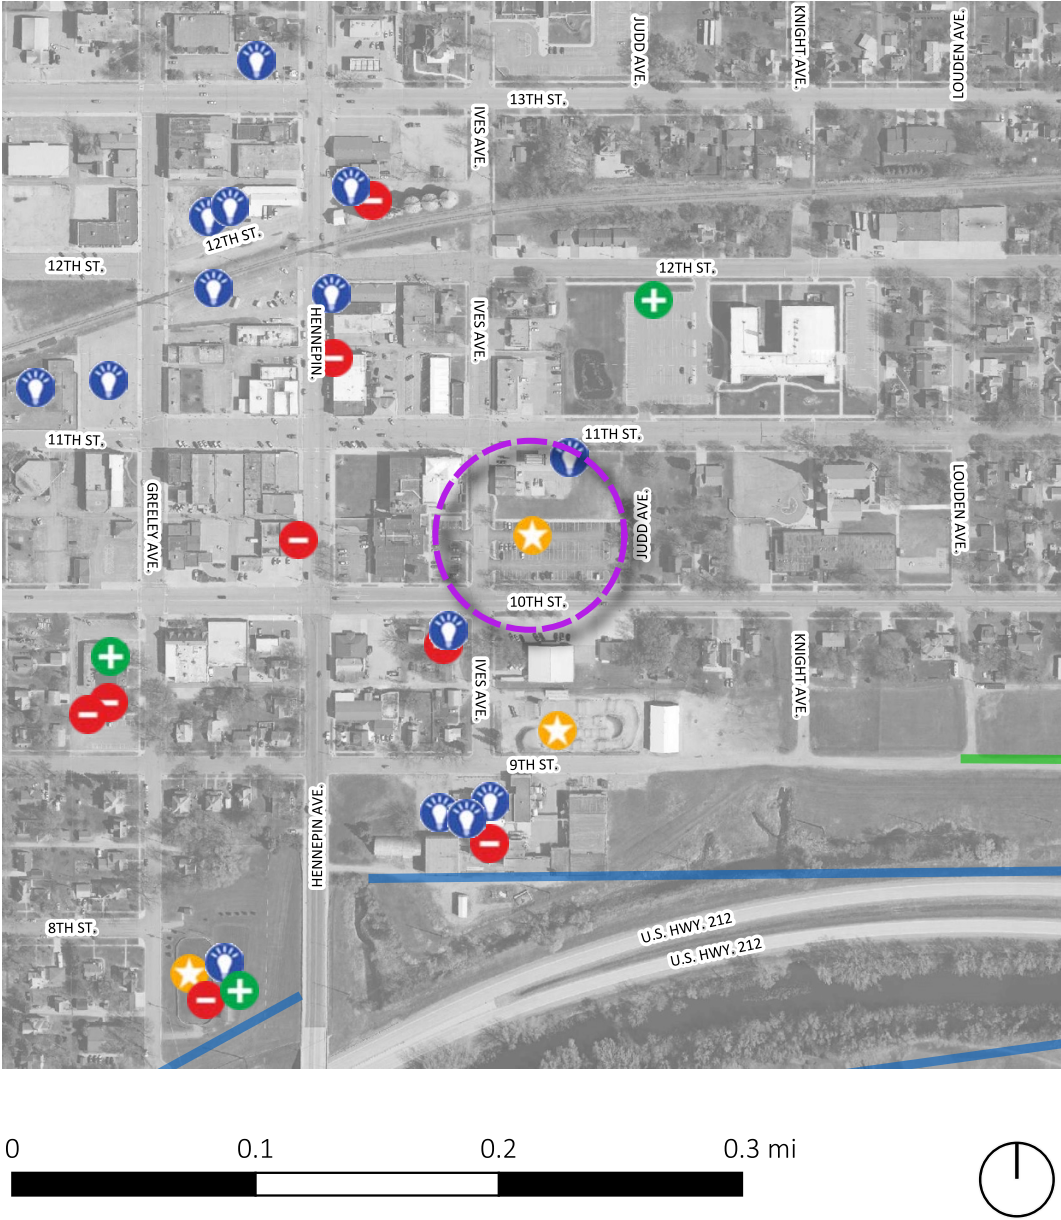 JUDD AVE.
KNIGHT AVE.
LOUDEN AVE.
13TH ST.
IVES AVE.
12TH ST.
12TH ST.
12TH ST.
HENNEPIN.
IVES AVE.
11TH ST.
11TH ST.
GREELEY AVE.
JUDD AVE.
LOUDEN AVE.
10TH ST.
IVES AVE.
KNIGHT AVE.
9TH ST.
HENNEPIN AVE.
8TH ST.
U.S. HWY. 212
U.S. HWY. 212
0 0.1 0.2 0.3 mi